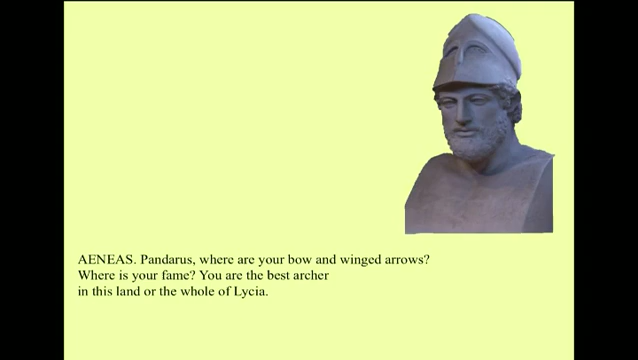 AENEAS. Pandarus, where are your bow and winged arrows?
Where is your fame? You are the best archer
in this land or the whole of Lycia.